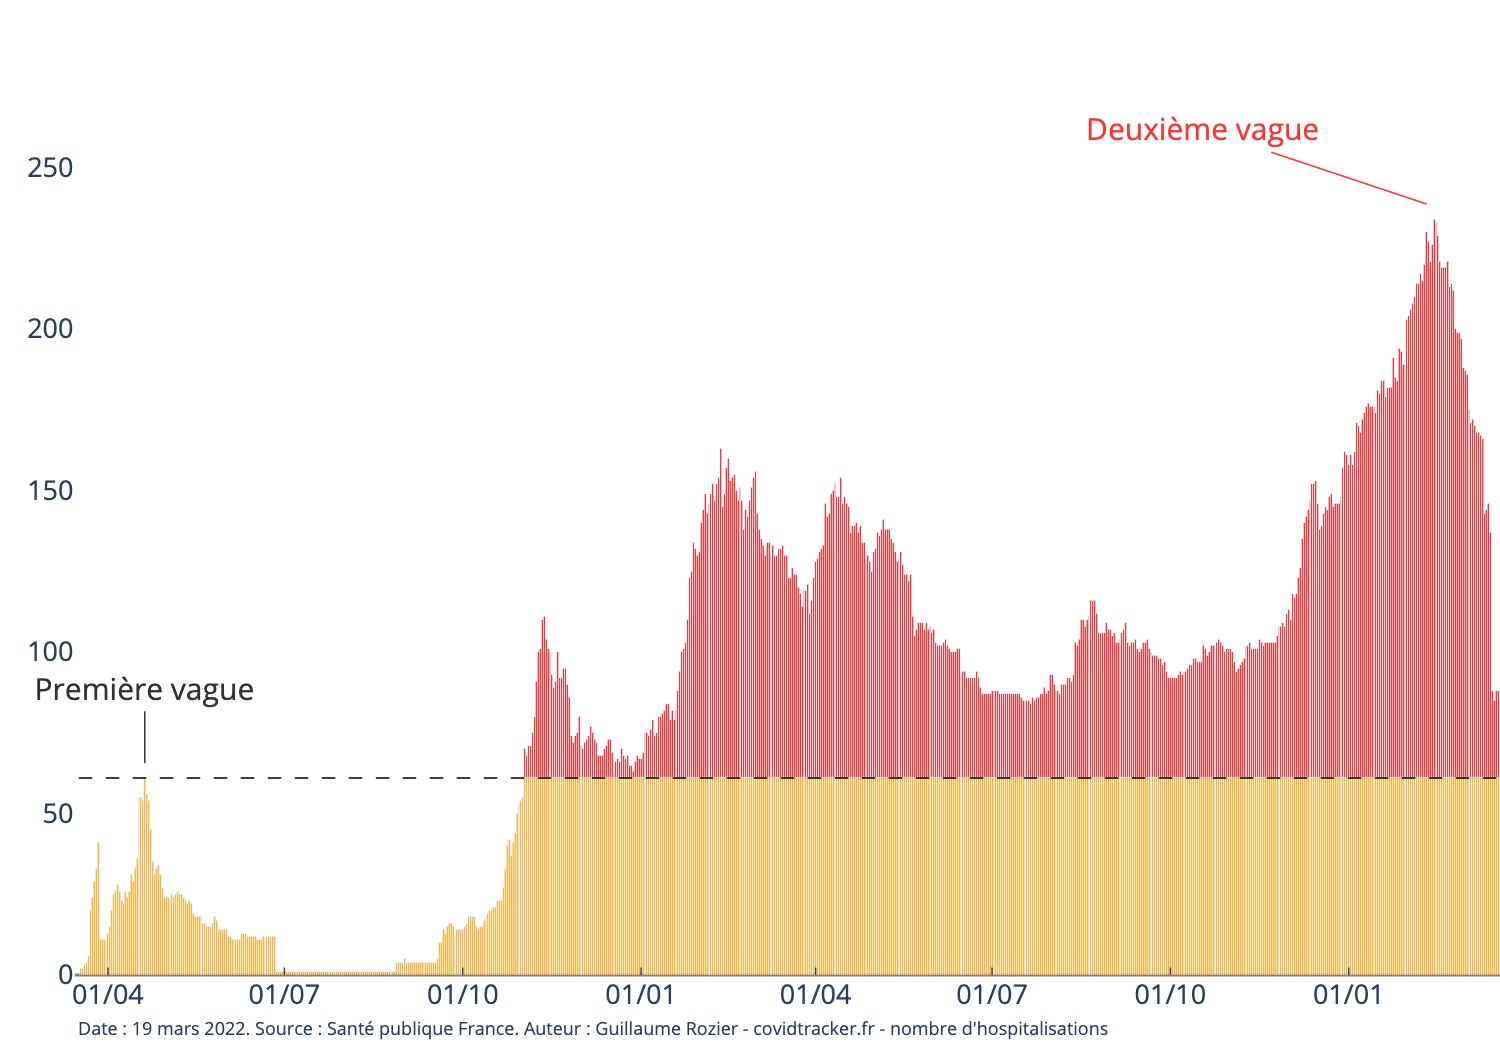 Deuxième vague
250
200
150
100
Première vague
50
0
01/04 01/07 01/10 01/01 01/04 01/07 01/10 01/01
Date : 19 mars 2022. Source : Santé publique France. Auteur : Guillaume Rozier - covidtracker.fr - nombre d'hospitalisations